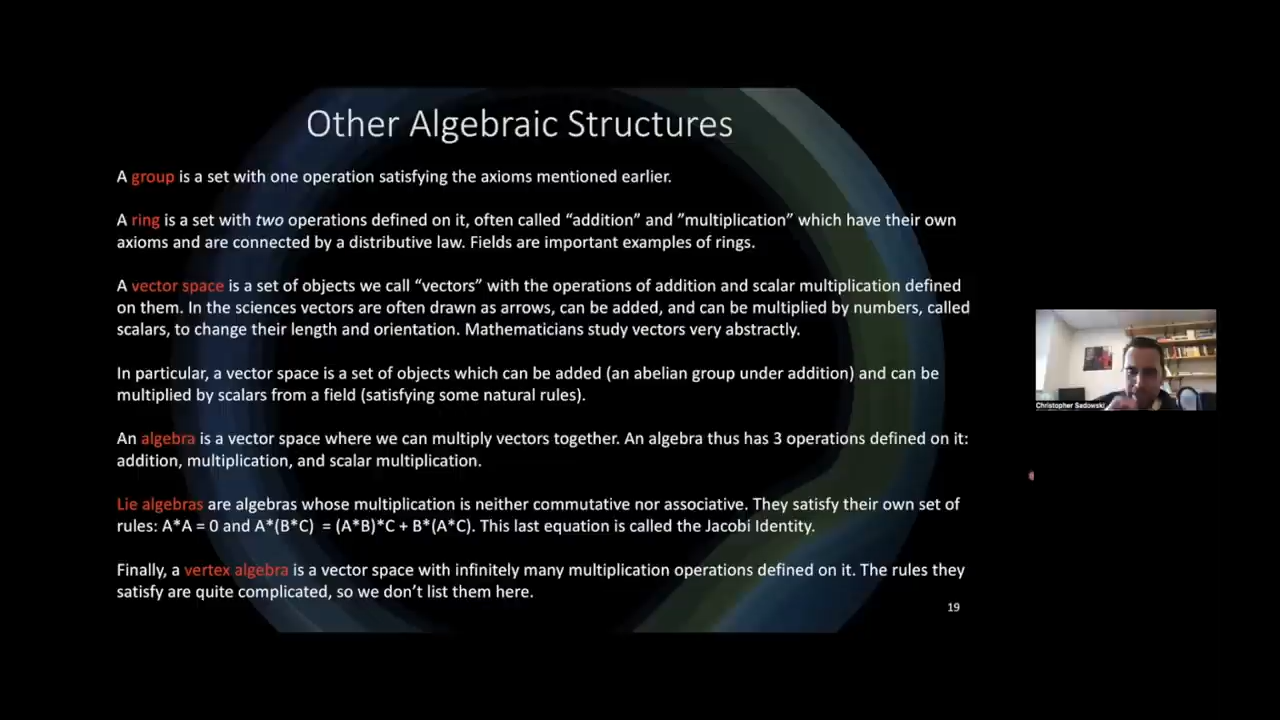 Other Algebraic Structures
A group is a set with one operation satisfying the axioms mentioned earlier.
A ring is a set with two operations defined on it, often called “addition” and ”multiplication” which have their own
axioms and are connected by a distributive law. Fields are important examples of rings.
A vector space is a set of objects we call “vectors” with the operations of addition and scalar multiplication defined
on them. In the sciences vectors are often drawn as arrows, can be added, and can be multiplied by numbers, called
scalars, to change their length and orientation. Mathematicians study vectors very abstractly.
In particular, a vector space is a set of objects which can be added (an abelian group under addition) and can be
multiplied by scalars from a field (satisfying some natural rules).
An algebra is a vector space where we can multiply vectors together. An algebra thus has 3 operations defined on it:
addition, multiplication, and scalar multiplication.
Lie algebras are algebras whose multiplication is neither commutative nor associative. They satisfy their own set of
rules: A*A = 0 and A*(B*C) = (A*B)*C + B*(A*C). This last equation is called the Jacobi Identity.
Finally, a vertex algebra is a vector space with infinitely many multiplication operations defined on it. The rules they
satisfy are quite complicated, so we don’t list them here.
19
Christopher Sadowski